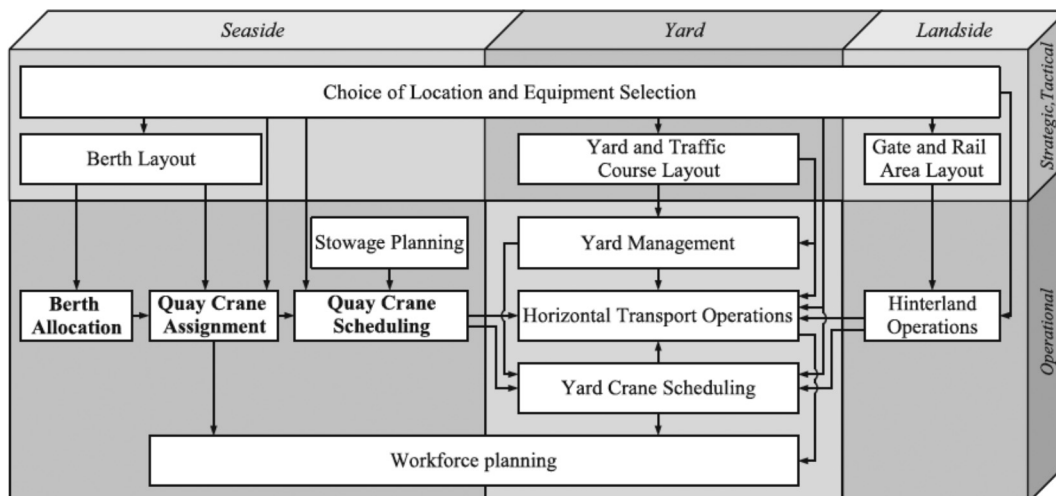 Seaside
Yard
Landside
Strategic, Tactical
Choice of Location and Equipment Selection
Berth Layout
Yard and Traffic
Course Layout
Gate and Rail
Area Layout
Operational
Stowage Planning
Yard Management
Berth
Allocation
Quay Crane
Assignment
Quay Crane
Scheduling
Horizontal Transport Operations
Hinterland
Operations
Yard Crane Scheduling
Workforce planning